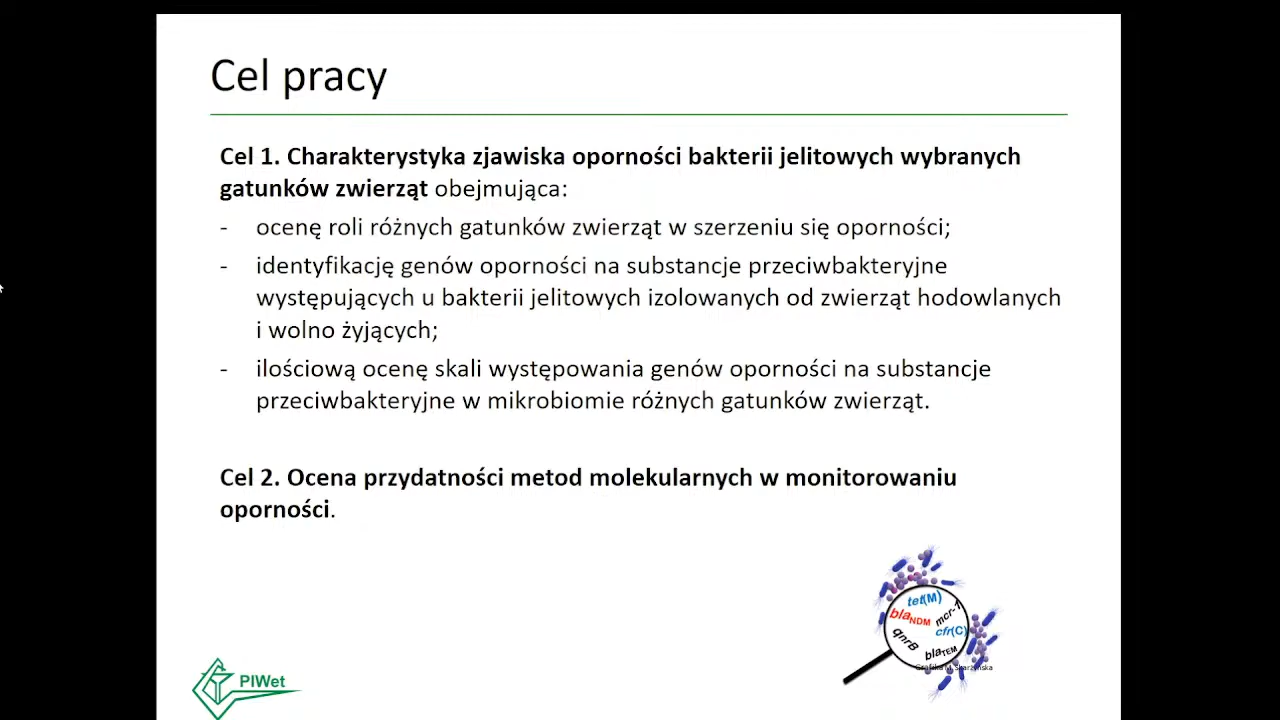 Cel pracy
Cel 1. Charakterystyka zjawiska oporności bakterii jelitowych wybranych
gatunków zwierząt obejmująca:
- ocenę roli różnych gatunków zwierząt w szerzeniu się oporności;
- identyfikację genów oporności na substancje przeciwbakteryjne
występujących u bakterii jelitowych izolowanych od zwierząt hodowlanych
i wolno żyjących;
- ilościową ocenę skali występowania genów oporności na substancje
przeciwbakteryjne w mikrobiomie różnych gatunków zwierząt.
Cel 2. Ocena przydatności metod molekularnych w monitorowaniu
oporności.
tet(M)
blaNDM
mcr-1
cfr(C)
qnrB
blaTEM
Grafika M. Skarżyńska
PIWet